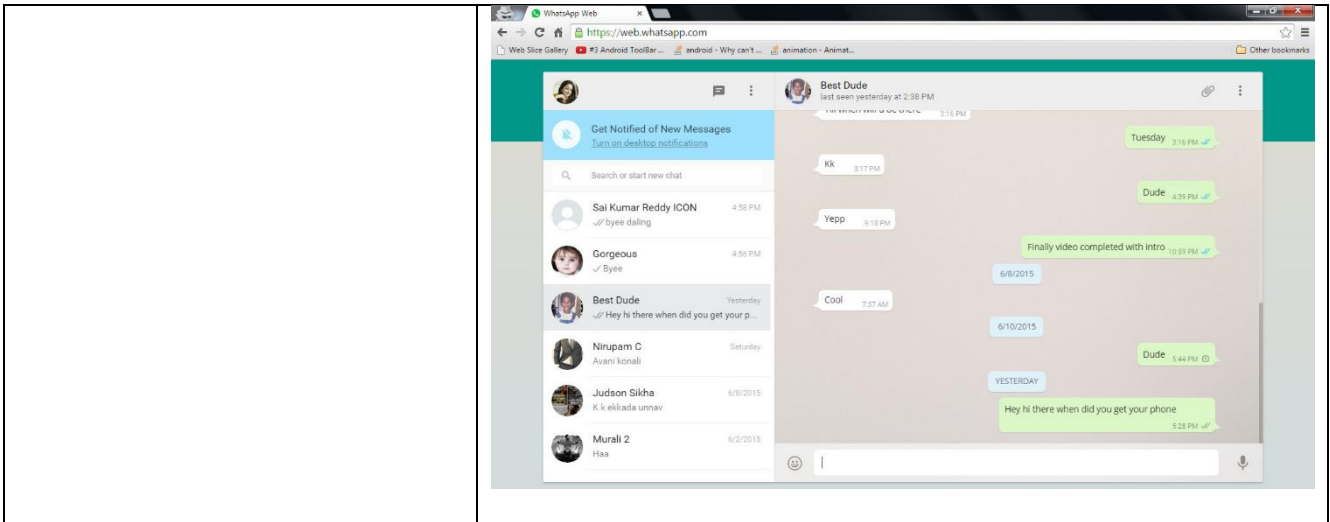 WhatsApp Web
https://web.whatsapp.com
Web Slice Gallery #3 Android ToolBar ... android - Why can't ... animation - Animat... Other bookmarks
Get Notified of New Messages
Turn on desktop notifications
Search or start new chat
Sai Kumar Reddy ICON 4:58 PM
byee daling
Gorgeous 4:56 PM
Byee
Best Dude Yesterday
Hey hi there when did you get your p...
Nirupam C Saturday
Avani konali
Judson Sikha 6/8/2015
K k ekkada unnav
Murali 2 6/2/2015
Haa
Best Dude
last seen yesterday at 2:38 PM
3:16 PM
Tuesday 3:16 PM
Kk 3:17 PM
Dude 4:39 PM
Yepp 9:18 PM
Finally video completed with intro 10:59 PM
6/8/2015
Cool 7:37 AM
6/10/2015
Dude 5:44 PM
YESTERDAY
Hey hi there when did you get your phone
5:28 PM